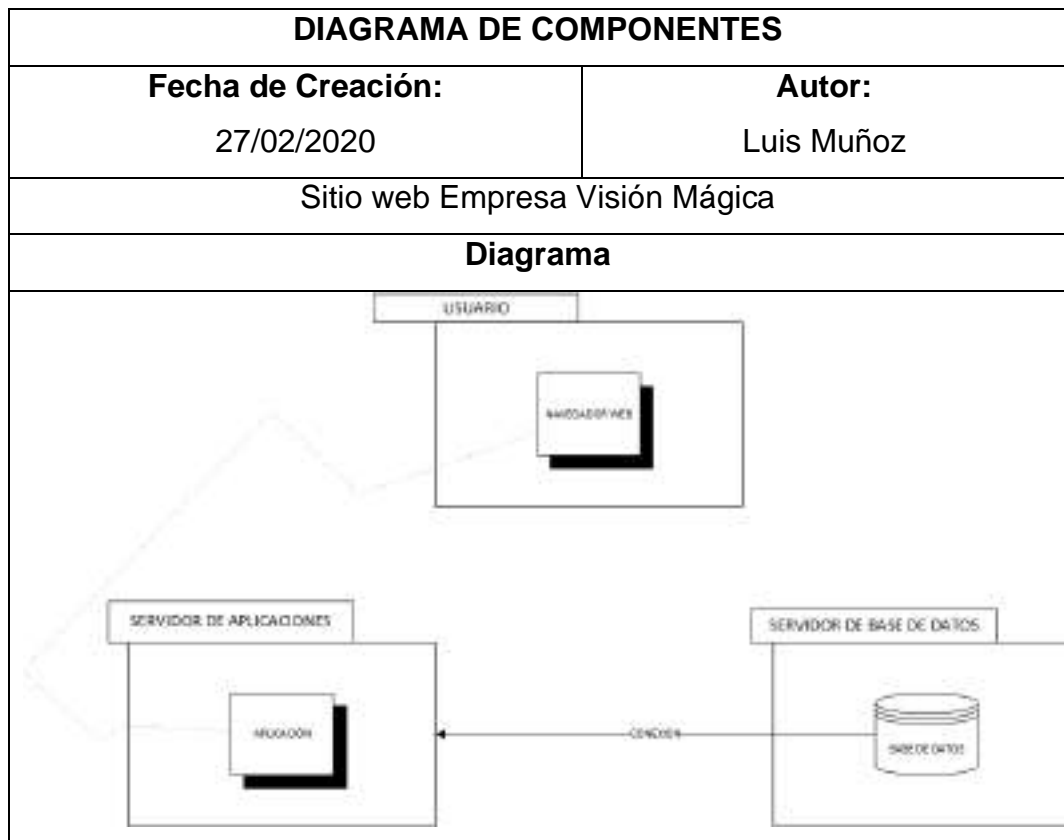 DIAGRAMA DE COMPONENTES
Fecha de Creación:
27/02/2020
Autor:
Luis Muñoz
Sitio web Empresa Visión Mágica
Diagrama
USUARIO
NAVEGADOR WEB
SERVIDOR DE APLICACIONES
SERVIDOR DE BASE DE DATOS
APLICACIÓN
CONEXION
BASE DE DATOS